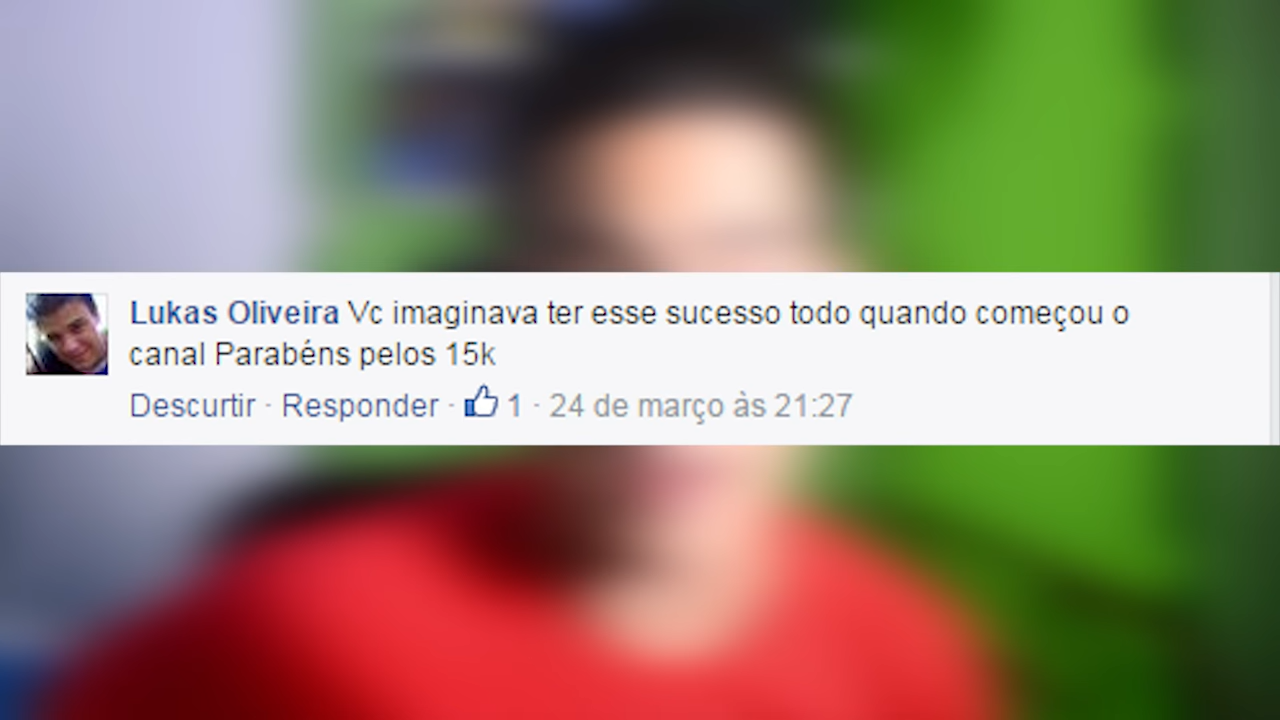 Lukas Oliveira Vc imaginava ter esse sucesso todo quando começou o
canal Parabéns pelos 15k
Descurtir · Responder · 1 · 24 de março às 21:27